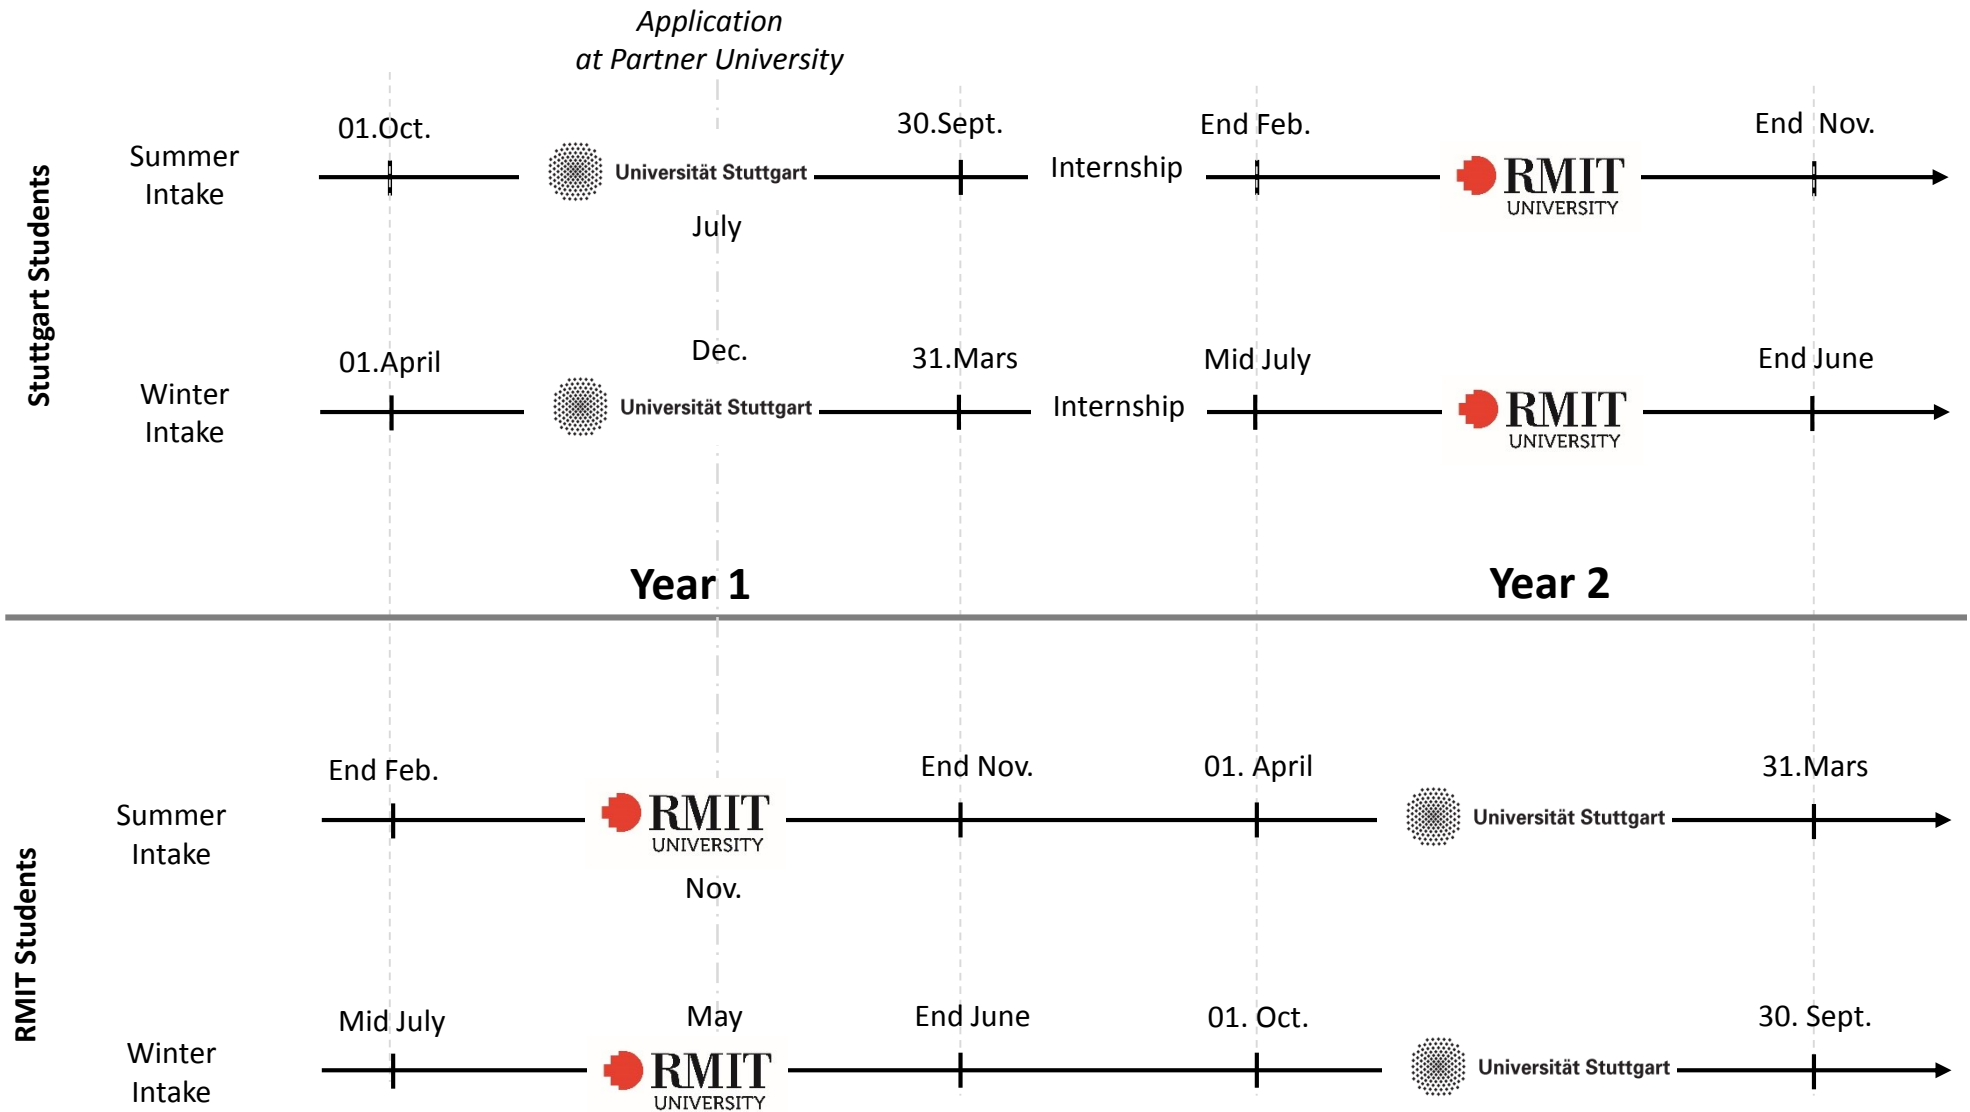 Application
at Partner University
Stuttgart Students
Summer
Intake
01.Oct.
Universität Stuttgart
July
30.Sept.
Internship
End Feb.
RMIT
UNIVERSITY
End Nov.
Winter
Intake
01.April
Dec.
Universität Stuttgart
31.Mars
Internship
Mid July
RMIT
UNIVERSITY
End June
Year 1
Year 2
RMIT Students
Summer
Intake
End Feb.
RMIT
UNIVERSITY
Nov.
End Nov.
01. April
Universität Stuttgart
31.Mars
Winter
Intake
Mid July
May
RMIT
UNIVERSITY
End June
01. Oct.
Universität Stuttgart
30. Sept.